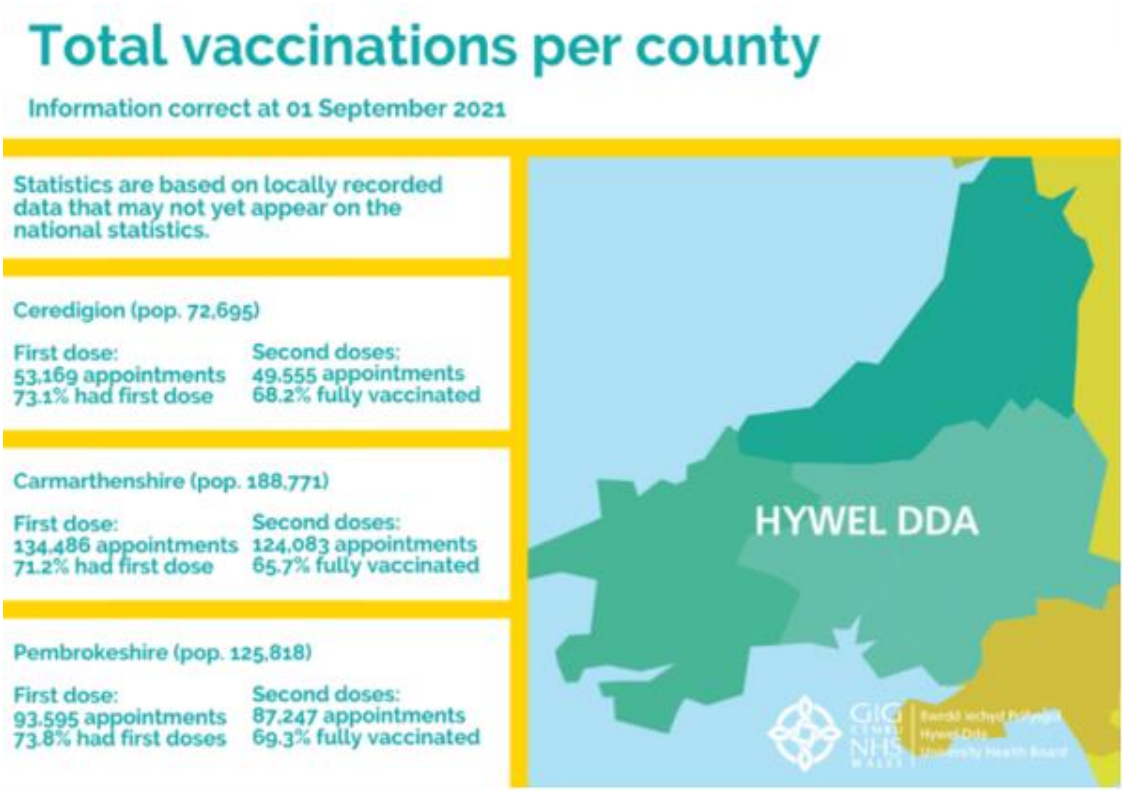 Total vaccinations per county
Information correct at 01 September 2021
Statistics are based on locally recorded
data that may not yet appear on the
national statistics.
Ceredigion (pop. 72,695)
First dose:
53,169 appointments
73.1% had first dose
Second doses:
49,555 appointments
68.2% fully vaccinated
Carmarthenshire (pop. 188,771)
First dose:
134,486 appointments
71.2% had first dose
Second doses:
124,083 appointments
65.7% fully vaccinated
Pembrokeshire (pop. 125,818)
First dose:
93,595 appointments
73.8% had first doses
Second doses:
87,247 appointments
69.3% fully vaccinated
HYWEL DDA
GIG
CYMRU
NHS
WALES
Bwrdd Iechyd Prifysgol
Hywel Dda
University Health Board